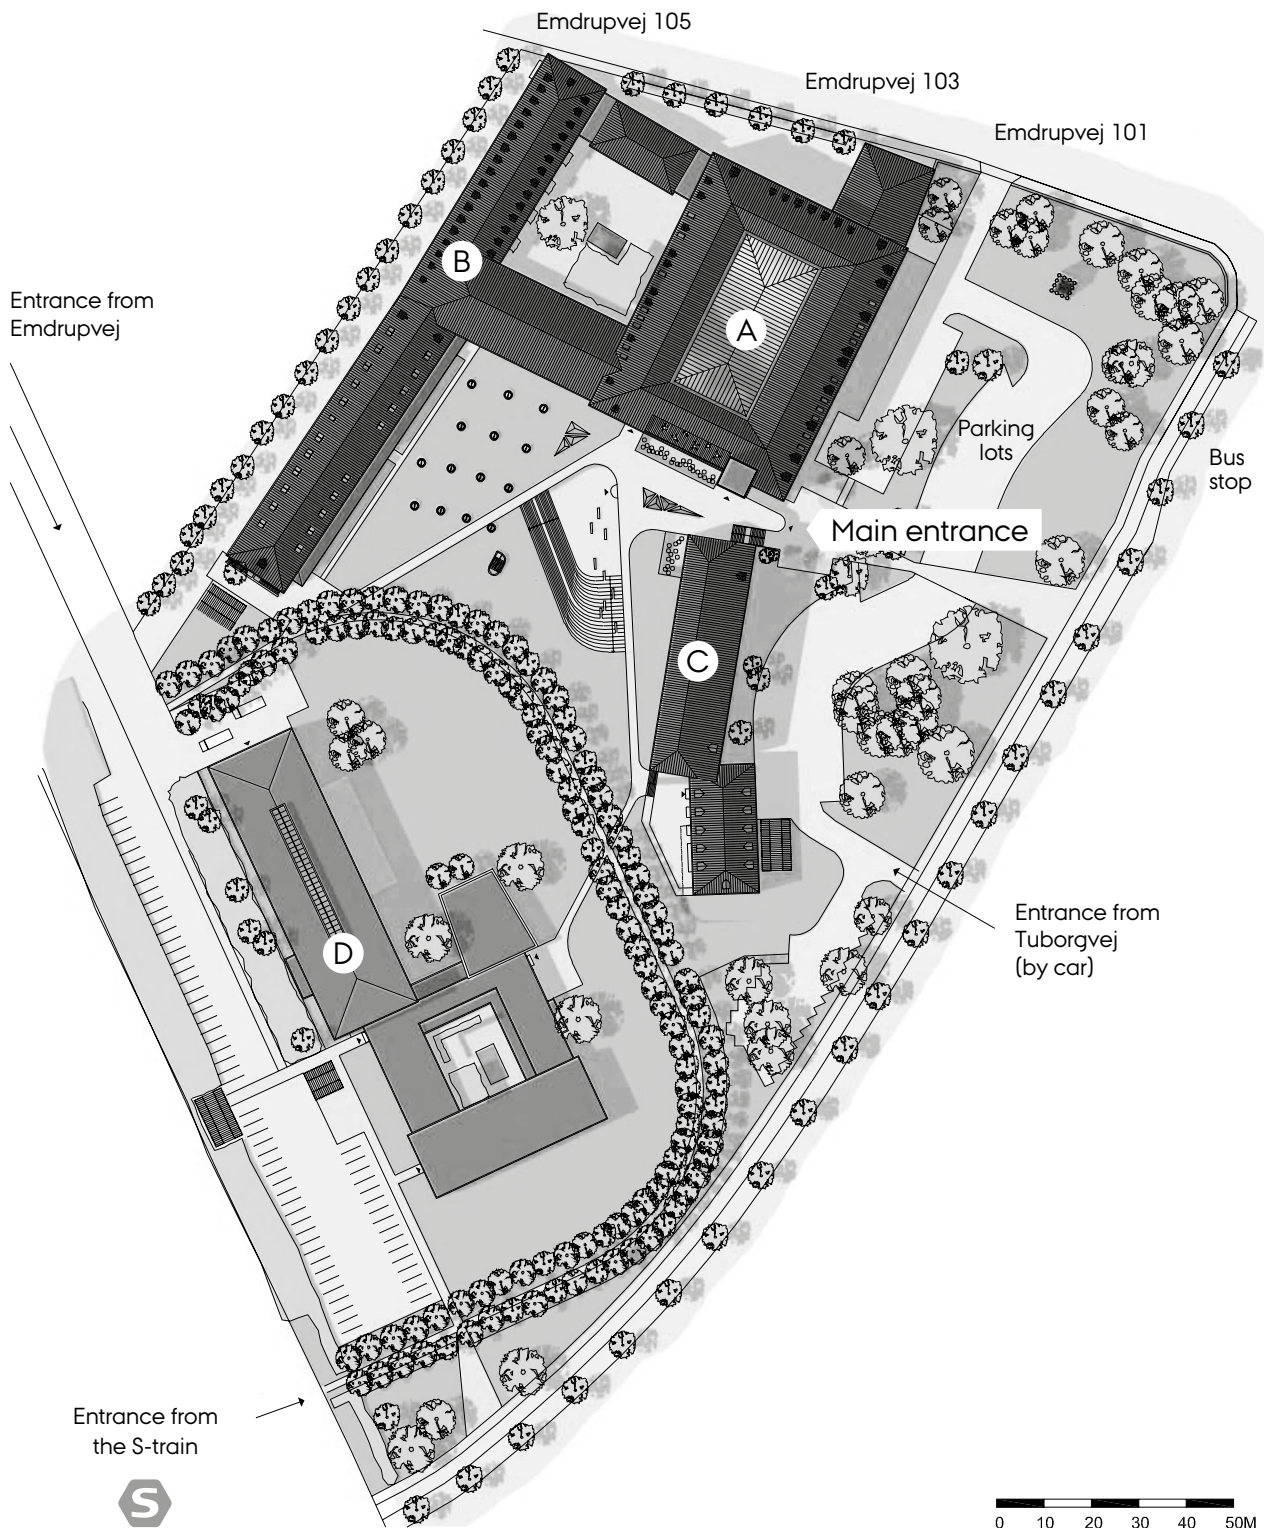 Emdrupvej 105
Emdrupvej 103
Emdrupvej 101
B
Entrance from
Emdrupvej
A
Parking
lots
Bus
stop
Main entrance
C
Entrance from
Tuborgvej
(by car)
D
Entrance from
the S-train
S
0 10 20 30 40 50M